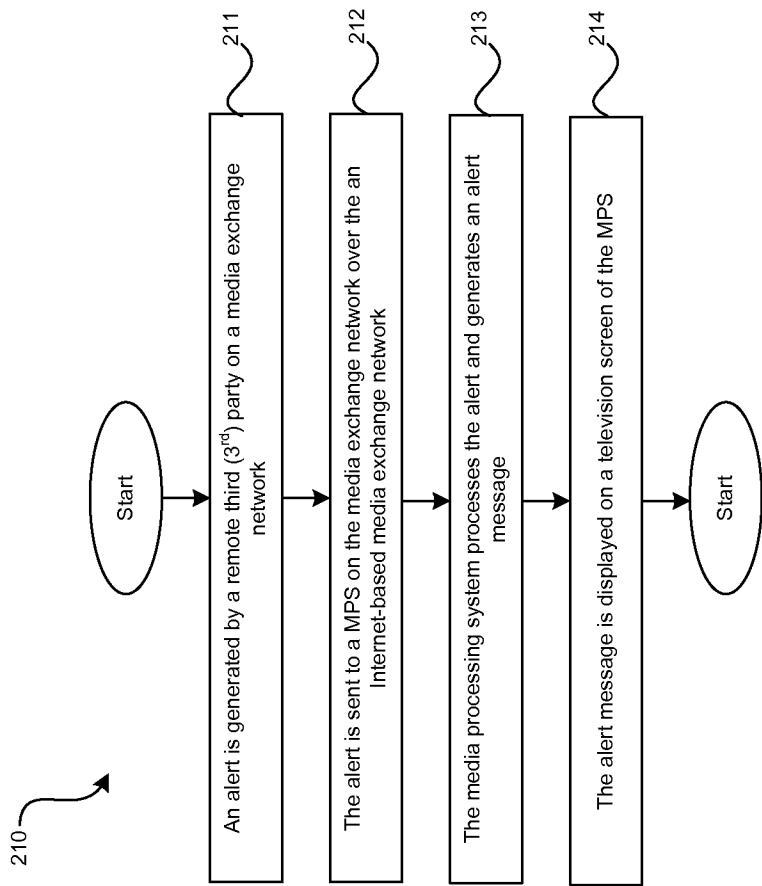 210
Start
An alert is generated by a remote third (3rd) party on a media exchange
network
211
The alert is sent to a MPS on the media exchange network over the an
Internet-based media exchange network
212
The media processing system processes the alert and generates an alert
message
213
The alert message is displayed on a television screen of the MPS
214
Start